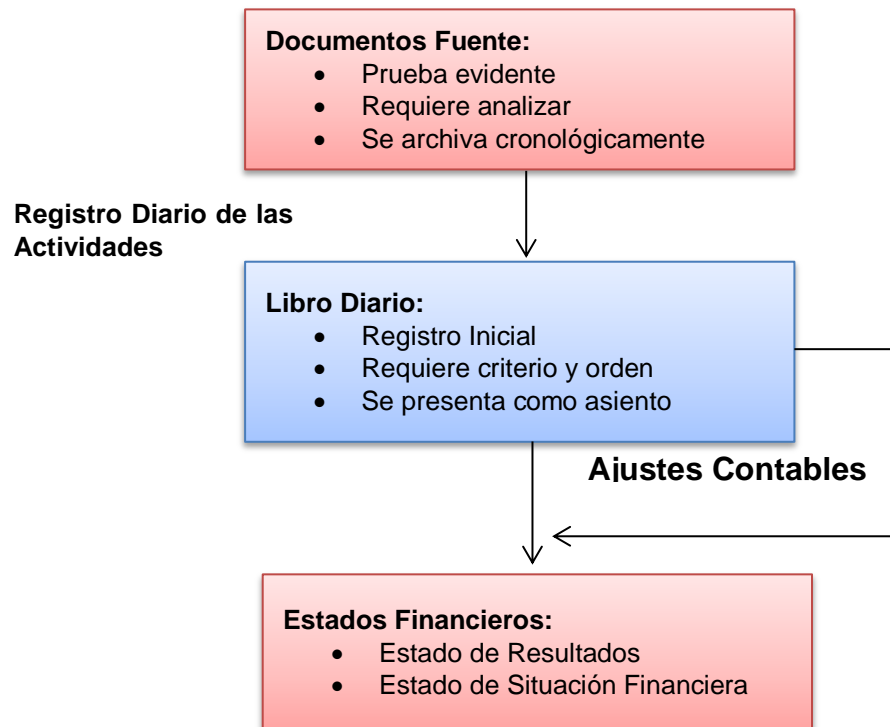 Documentos Fuente:
• Prueba evidente
• Requiere analizar
• Se archiva cronológicamente
Registro Diario de las
Actividades
Libro Diario:
• Registro Inicial
• Requiere criterio y orden
• Se presenta como asiento
Ajustes Contables
Estados Financieros:
• Estado de Resultados
• Estado de Situación Financiera